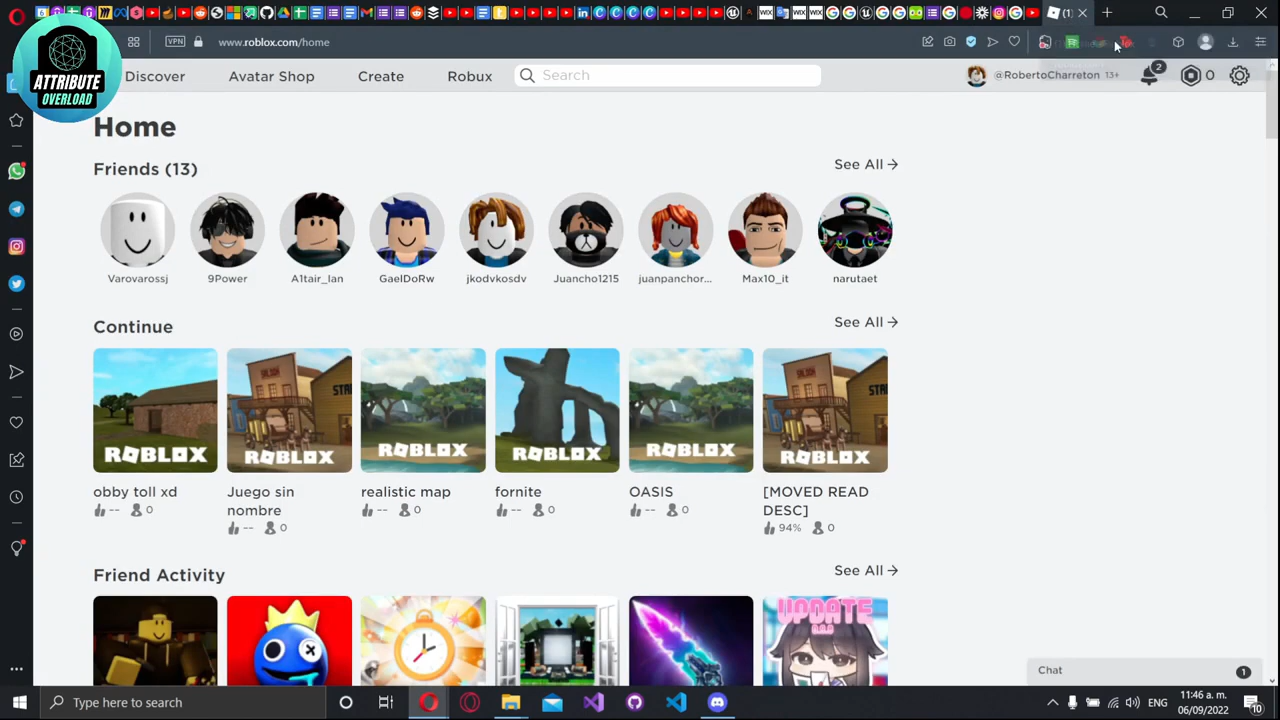 ATTRIBUTE
OVERLOAD
VPN
www.roblox.com/home
Discover
Avatar Shop
Create
Robux
Search
@RobertoCharreton 13+
2
0
Home
Friends (13)
See All
Varovarossj
9Power
A1tair_Ian
GaelDoRw
jkodvkosdv
Juancho1215
juanpanchor...
Max10_it
narutaet
Continue
See All
ROBLOX
ROBLOX
ROBLOX
ROBLOX
ROBLOX
ROBLOX
obby toll xd
Juego sin
nombre
realistic map
fornite
OASIS
[MOVED READ
DESC]
-- 0
-- 0
-- 0
-- 0
-- 0
94% 0
Friend Activity
See All
UPDATE
Chat
1
Type here to search
ENG
11:46 a. m.
06/09/2022
10